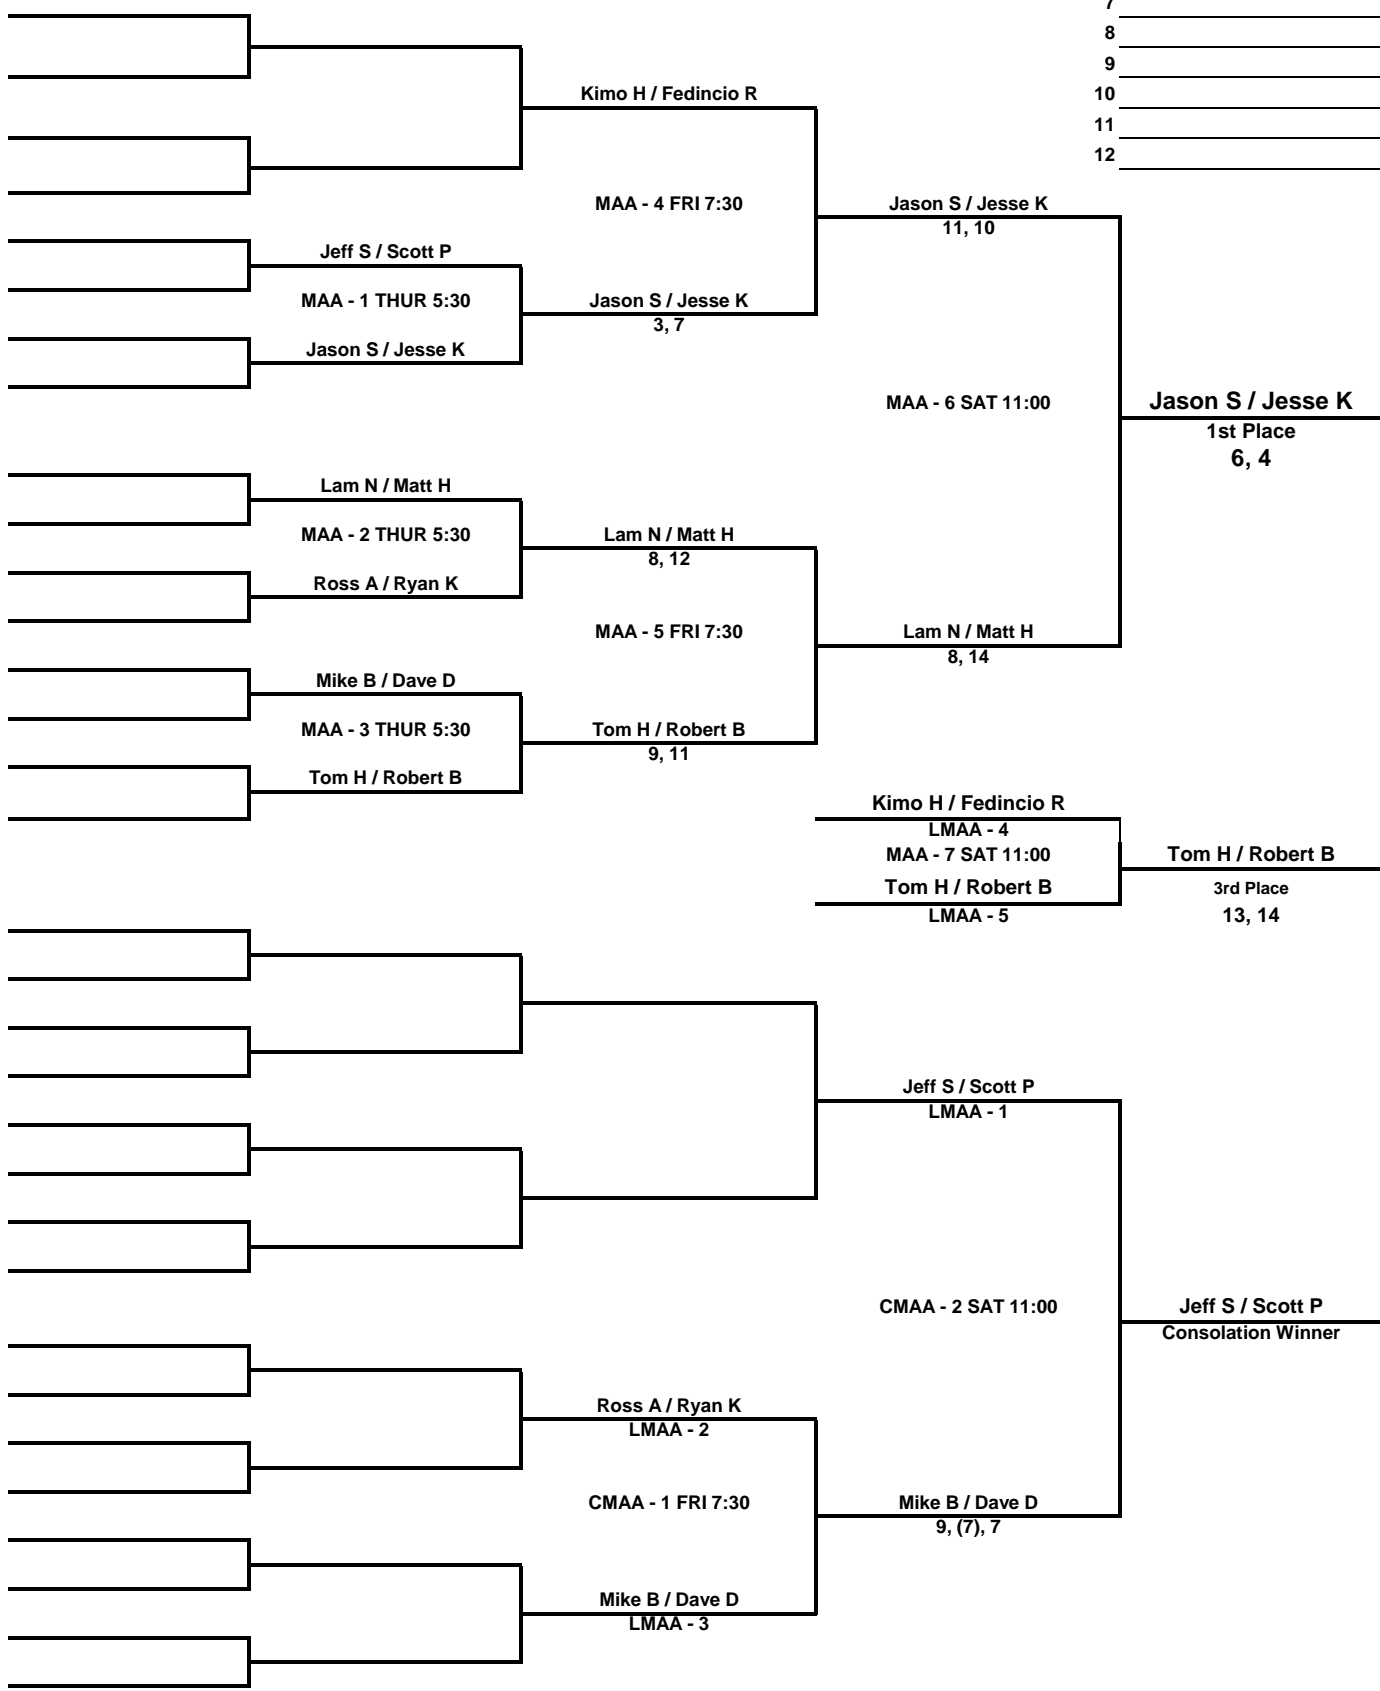 7
8
9
Kimo H / Fedincio R
10
11
12
MAA - 4 FRI 7:30
Jason S / Jesse K
11, 10
Jeff S / Scott P
MAA - 1 THUR 5:30
Jason S / Jesse K
3, 7
Jason S / Jesse K
MAA - 6 SAT 11:00
Jason S / Jesse K
1st Place
6, 4
Lam N / Matt H
MAA - 2 THUR 5:30
Lam N / Matt H
8, 12
Ross A / Ryan K
MAA - 5 FRI 7:30
Lam N / Matt H
8, 14
Mike B / Dave D
MAA - 3 THUR 5:30
Tom H / Robert B
9, 11
Tom H / Robert B
Kimo H / Fedincio R
LMAA - 4
MAA - 7 SAT 11:00
Tom H / Robert B
Tom H / Robert B
3rd Place
LMAA - 5
13, 14
Jeff S / Scott P
LMAA - 1
CMAA - 2 SAT 11:00
Jeff S / Scott P
Consolation Winner
Ross A / Ryan K
LMAA - 2
CMAA - 1 FRI 7:30
Mike B / Dave D
9, (7), 7
Mike B / Dave D
LMAA - 3